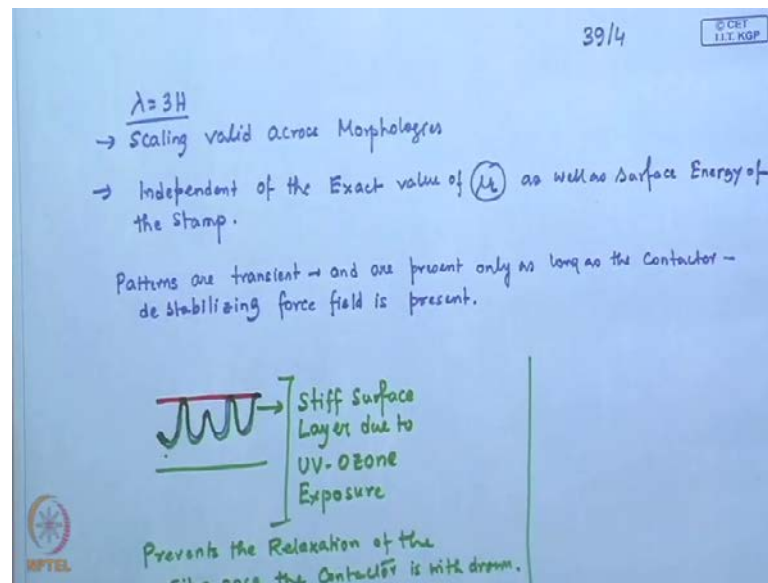 39/4
© CET
I.I.T. KGP
λ = 3H
→ Scaling valid across Morphologies
→ Independent of the Exact value of μ as well as Surface Energy of
the Stamp.
Patterns are transient → and are present only as long as the Contactor –
destabilizing force field is present.
Stiff Surface
Layer due to
UV-Ozone
Exposure
Prevents the Relaxation of the
once the Contactor is with drawn.
NPTEL